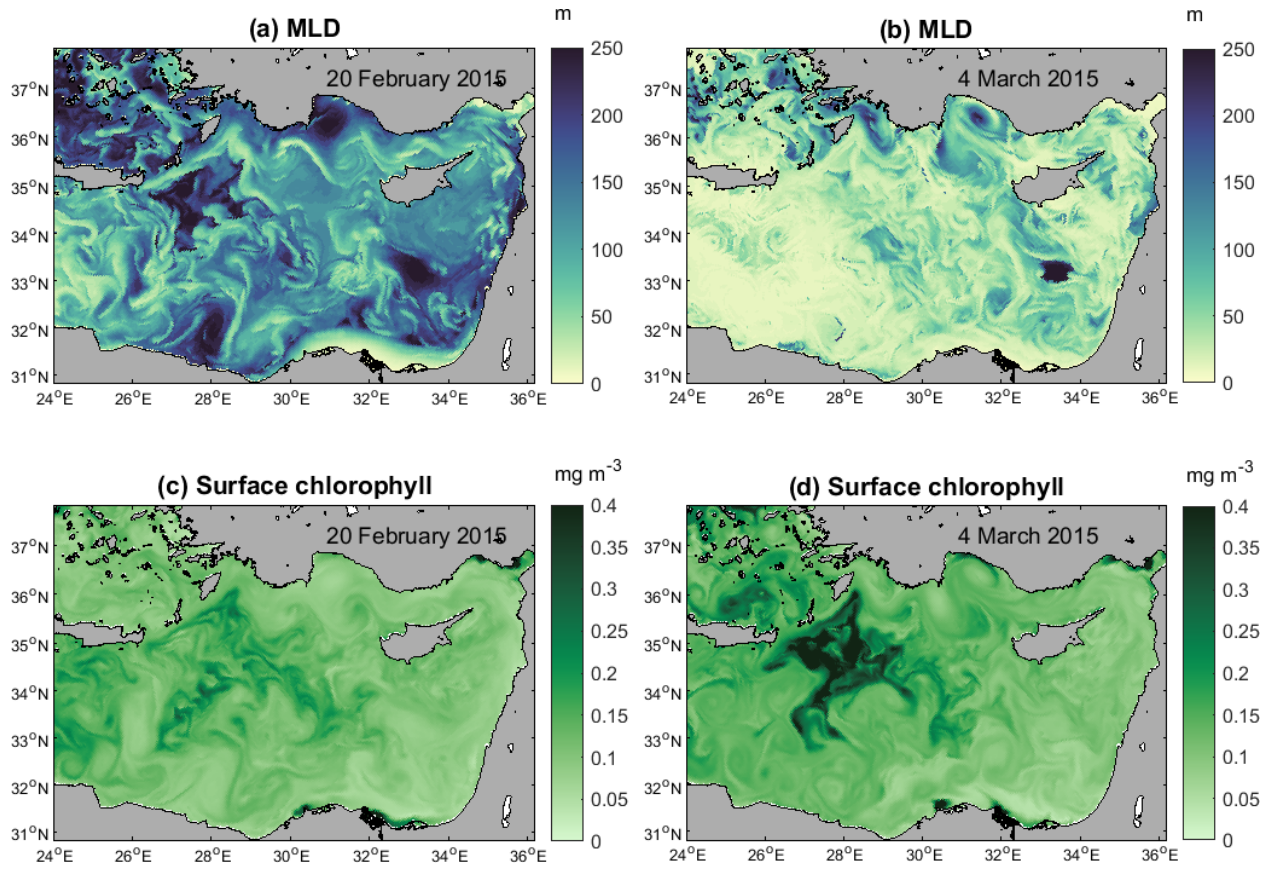 (a) MLD
m
20 February 2015
250
200
150
100
50
0
37°N
36°N
35°N
34°N
33°N
32°N
31°N
24°E 26°E 28°E 30°E 32°E 34°E 36°E
(b) MLD
m
4 March 2015
250
200
150
100
50
0
37°N
36°N
35°N
34°N
33°N
32°N
31°N
24°E 26°E 28°E 30°E 32°E 34°E 36°E
(c) Surface chlorophyll
mg m⁻³
20 February 2015
0.4
0.35
0.3
0.25
0.2
0.15
0.1
0.05
0
37°N
36°N
35°N
34°N
33°N
32°N
31°N
24°E 26°E 28°E 30°E 32°E 34°E 36°E
(d) Surface chlorophyll
mg m⁻³
4 March 2015
0.4
0.35
0.3
0.25
0.2
0.15
0.1
0.05
0
37°N
36°N
35°N
34°N
33°N
32°N
31°N
24°E 26°E 28°E 30°E 32°E 34°E 36°E